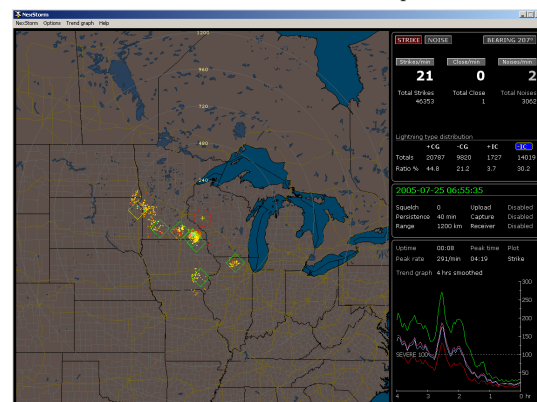 NexStorm
NexStorm Options Trend graph Help
1200
960
720
480
240
STRIKE NOISE BEARING 207°
Strikes/min Close/min Noises/min
21 0 2
Total Strikes Total Close Total Noises
46353 1 3062
Lightning type distribution
+CG -CG +IC -IC
Totals 20787 9820 1727 14019
Ratio % 44.8 21.2 3.7 30.2
2005-07-25 06:55:35
Squelch 0 Upload Disabled
Persistence 40 min Capture Disabled
Range 1200 km Receiver Disabled
Uptime 00:08 Peak time Plot
Peak rate 291/min 04:19 Strike
Trend graph 4 hrs smoothed
300
250
200
150
SEVERE 100 100
50
4 3 2 1 0 hr